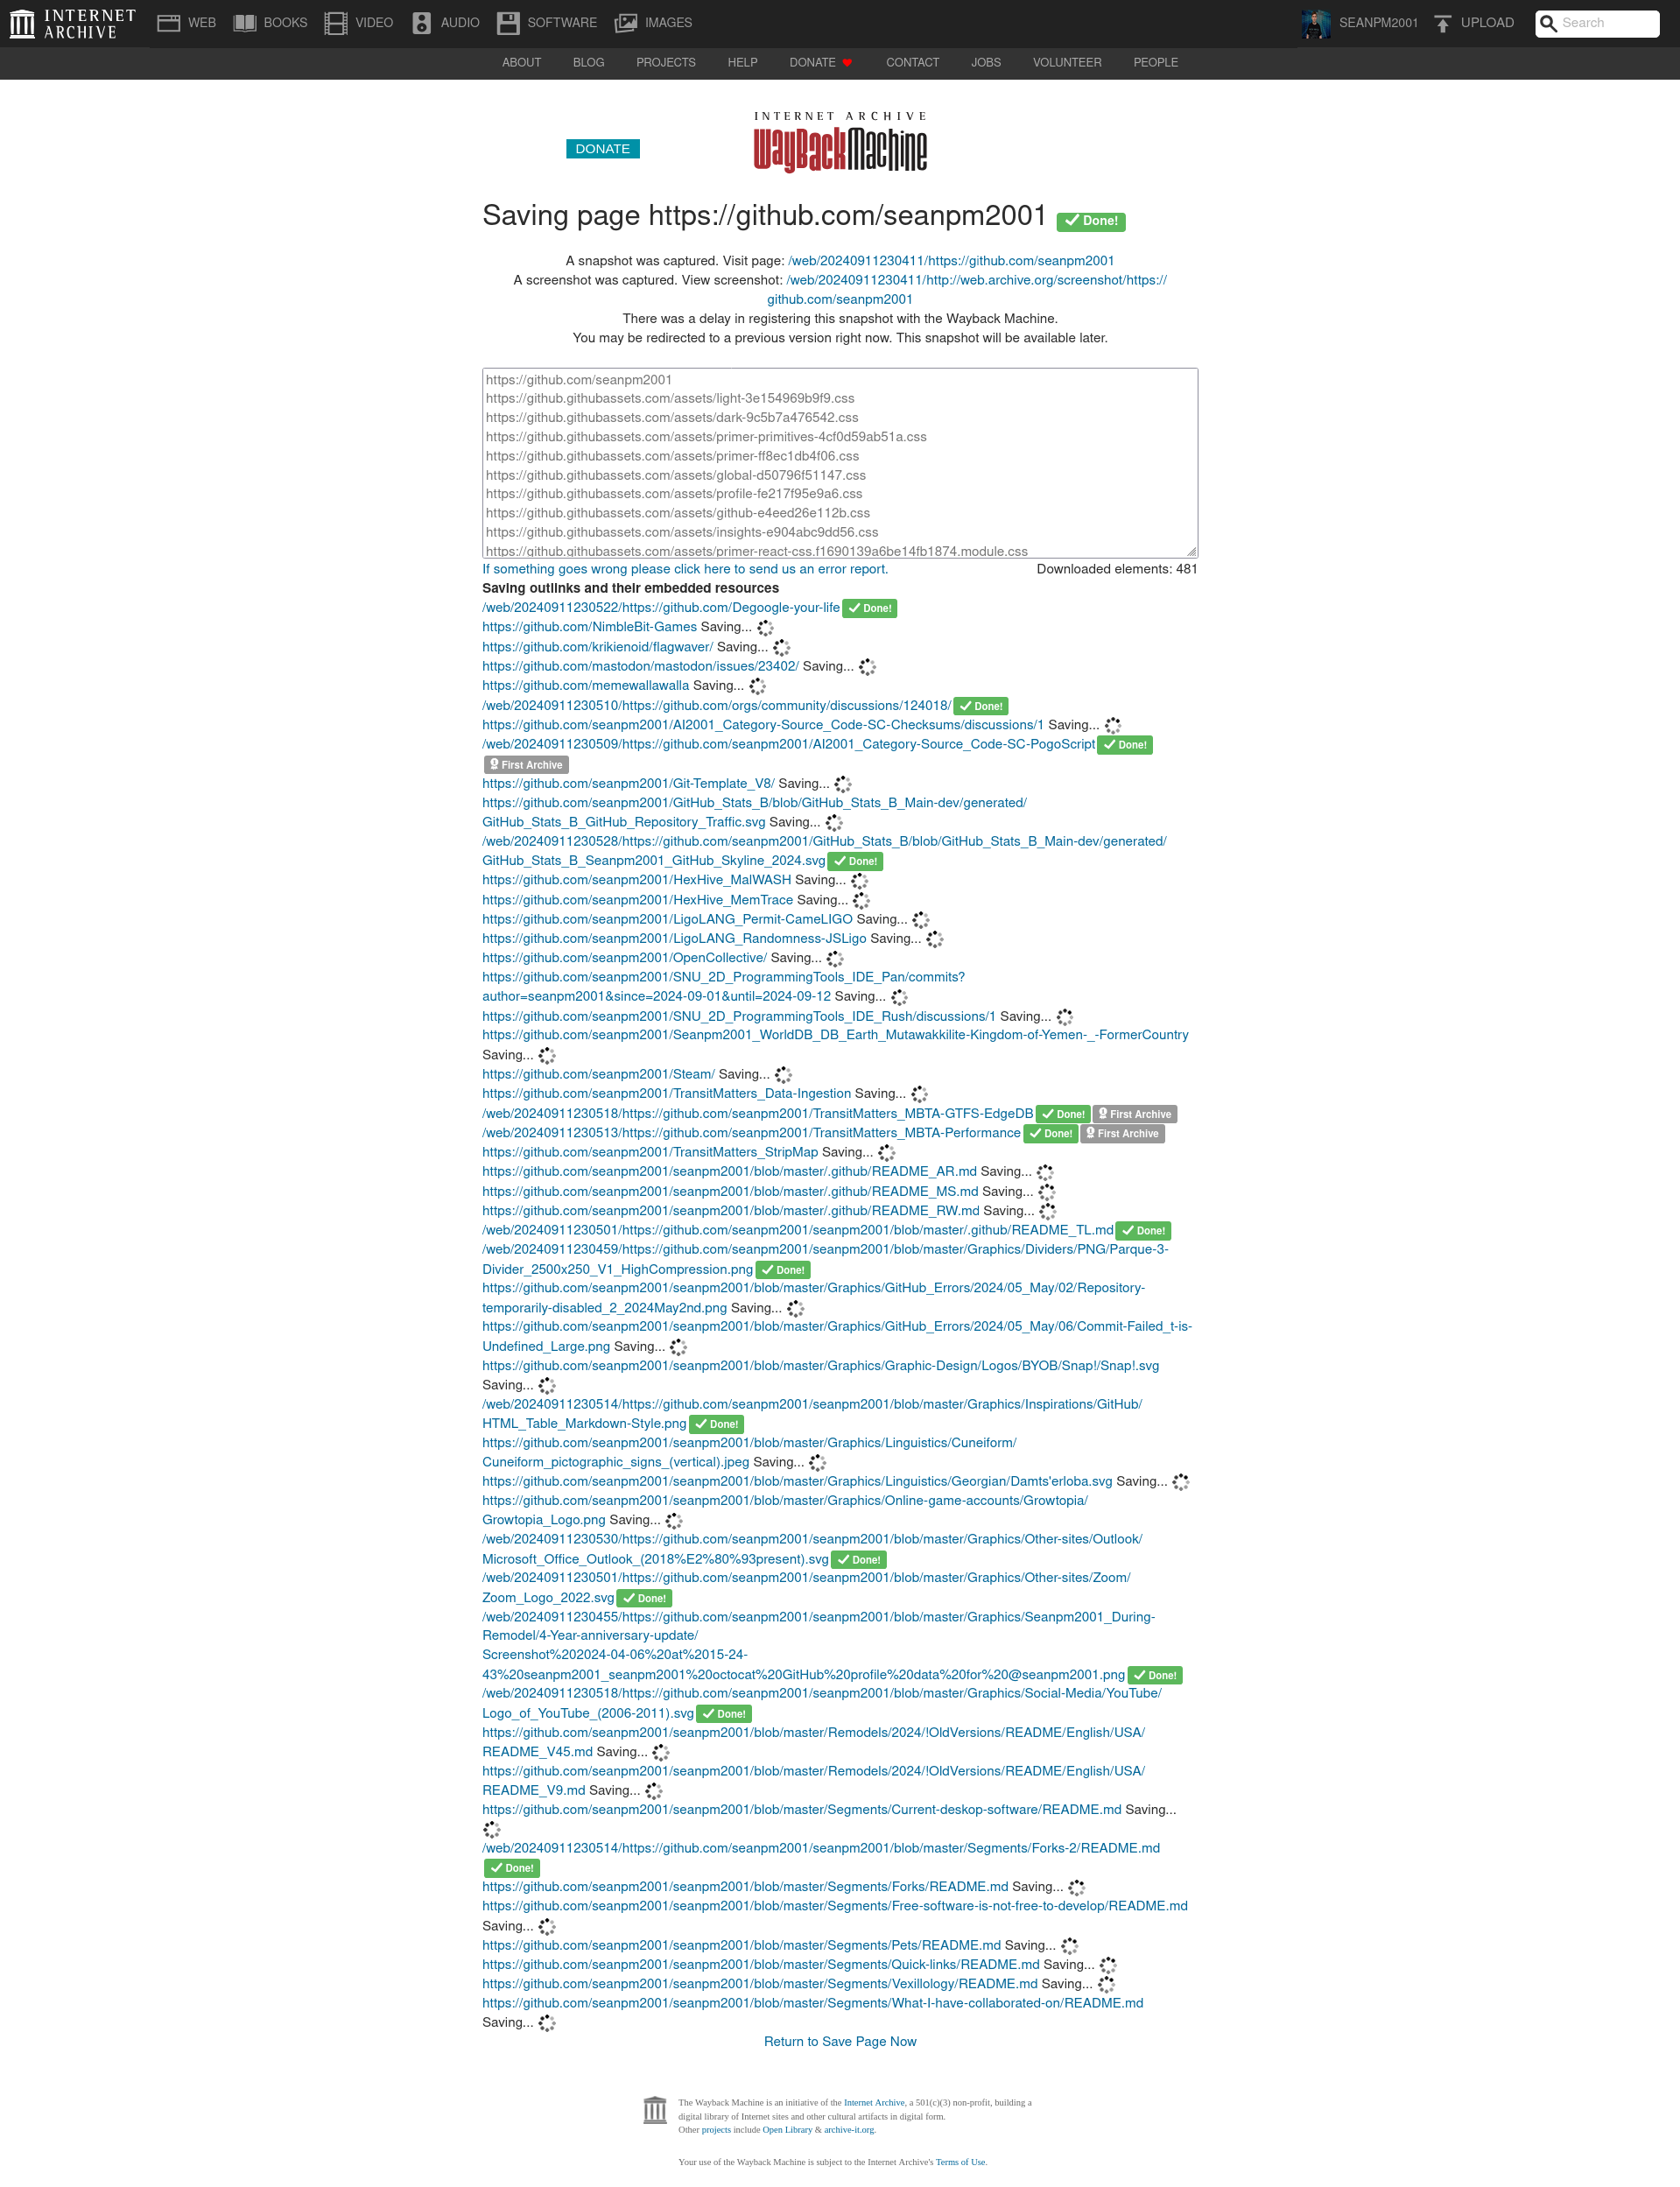 INTERNET ARCHIVE
WEB
BOOKS
VIDEO
AUDIO
SOFTWARE
IMAGES
SEANPM2001
UPLOAD
Search
ABOUT
BLOG
PROJECTS
HELP
DONATE
CONTACT
JOBS
VOLUNTEER
PEOPLE
DONATE
INTERNET ARCHIVE
WayBackMachine
Saving page https://github.com/seanpm2001 Done!
A snapshot was captured. Visit page: /web/20240911230411/https://github.com/seanpm2001
A screenshot was captured. View screenshot: /web/20240911230411/http://web.archive.org/screenshot/https://
github.com/seanpm2001
There was a delay in registering this snapshot with the Wayback Machine.
You may be redirected to a previous version right now. This snapshot will be available later.
https://github.com/seanpm2001
https://github.githubassets.com/assets/light-3e154969b9f9.css
https://github.githubassets.com/assets/dark-9c5b7a476542.css
https://github.githubassets.com/assets/primer-primitives-4cf0d59ab51a.css
https://github.githubassets.com/assets/primer-ff8ec1db4f06.css
https://github.githubassets.com/assets/global-d50796f51147.css
https://github.githubassets.com/assets/profile-fe217f95e9a6.css
https://github.githubassets.com/assets/github-e4eed26e112b.css
https://github.githubassets.com/assets/insights-e904abc9dd56.css
https://github.githubassets.com/assets/primer-react-css.f1690139a6be14fb1874.module.css
If something goes wrong please click here to send us an error report. Downloaded elements: 481
Saving outlinks and their embedded resources
/web/20240911230522/https://github.com/Degoogle-your-life Done!
https://github.com/NimbleBit-Games Saving...
https://github.com/krikienoid/flagwaver/ Saving...
https://github.com/mastodon/mastodon/issues/23402/ Saving...
https://github.com/memewallawalla Saving...
/web/20240911230510/https://github.com/orgs/community/discussions/124018/ Done!
https://github.com/seanpm2001/AI2001_Category-Source_Code-SC-Checksums/discussions/1 Saving...
/web/20240911230509/https://github.com/seanpm2001/AI2001_Category-Source_Code-SC-PogoScript Done!
First Archive
https://github.com/seanpm2001/Git-Template_V8/ Saving...
https://github.com/seanpm2001/GitHub_Stats_B/blob/GitHub_Stats_B_Main-dev/generated/
GitHub_Stats_B_GitHub_Repository_Traffic.svg Saving...
/web/20240911230528/https://github.com/seanpm2001/GitHub_Stats_B/blob/GitHub_Stats_B_Main-dev/generated/
GitHub_Stats_B_Seanpm2001_GitHub_Skyline_2024.svg Done!
https://github.com/seanpm2001/HexHive_MalWASH Saving...
https://github.com/seanpm2001/HexHive_MemTrace Saving...
https://github.com/seanpm2001/LigoLANG_Permit-CameLIGO Saving...
https://github.com/seanpm2001/LigoLANG_Randomness-JSLigo Saving...
https://github.com/seanpm2001/OpenCollective/ Saving...
https://github.com/seanpm2001/SNU_2D_ProgrammingTools_IDE_Pan/commits?
author=seanpm2001&since=2024-09-01&until=2024-09-12 Saving...
https://github.com/seanpm2001/SNU_2D_ProgrammingTools_IDE_Rush/discussions/1 Saving...
https://github.com/seanpm2001/Seanpm2001_WorldDB_DB_Earth_Mutawakkilite-Kingdom-of-Yemen-_-FormerCountry
Saving...
https://github.com/seanpm2001/Steam/ Saving...
https://github.com/seanpm2001/TransitMatters_Data-Ingestion Saving...
/web/20240911230518/https://github.com/seanpm2001/TransitMatters_MBTA-GTFS-EdgeDB Done! First Archive
/web/20240911230513/https://github.com/seanpm2001/TransitMatters_MBTA-Performance Done! First Archive
https://github.com/seanpm2001/TransitMatters_StripMap Saving...
https://github.com/seanpm2001/seanpm2001/blob/master/.github/README_AR.md Saving...
https://github.com/seanpm2001/seanpm2001/blob/master/.github/README_MS.md Saving...
https://github.com/seanpm2001/seanpm2001/blob/master/.github/README_RW.md Saving...
/web/20240911230501/https://github.com/seanpm2001/seanpm2001/blob/master/.github/README_TL.md Done!
/web/20240911230459/https://github.com/seanpm2001/seanpm2001/blob/master/Graphics/Dividers/PNG/Parque-3-
Divider_2500x250_V1_HighCompression.png Done!
https://github.com/seanpm2001/seanpm2001/blob/master/Graphics/GitHub_Errors/2024/05_May/02/Repository-
temporarily-disabled_2_2024May2nd.png Saving...
https://github.com/seanpm2001/seanpm2001/blob/master/Graphics/GitHub_Errors/2024/05_May/06/Commit-Failed_t-is-
Undefined_Large.png Saving...
https://github.com/seanpm2001/seanpm2001/blob/master/Graphics/Graphic-Design/Logos/BYOB/Snap!/Snap!.svg
Saving...
/web/20240911230514/https://github.com/seanpm2001/seanpm2001/blob/master/Graphics/Inspirations/GitHub/
HTML_Table_Markdown-Style.png Done!
https://github.com/seanpm2001/seanpm2001/blob/master/Graphics/Linguistics/Cuneiform/
Cuneiform_pictographic_signs_(vertical).jpeg Saving...
https://github.com/seanpm2001/seanpm2001/blob/master/Graphics/Linguistics/Georgian/Damts'erloba.svg Saving...
https://github.com/seanpm2001/seanpm2001/blob/master/Graphics/Online-game-accounts/Growtopia/
Growtopia_Logo.png Saving...
/web/20240911230530/https://github.com/seanpm2001/seanpm2001/blob/master/Graphics/Other-sites/Outlook/
Microsoft_Office_Outlook_(2018%E2%80%93present).svg Done!
/web/20240911230501/https://github.com/seanpm2001/seanpm2001/blob/master/Graphics/Other-sites/Zoom/
Zoom_Logo_2022.svg Done!
/web/20240911230455/https://github.com/seanpm2001/seanpm2001/blob/master/Graphics/Seanpm2001_During-
Remodel/4-Year-anniversary-update/
Screenshot%202024-04-06%20at%2015-24-
43%20seanpm2001_seanpm2001%20octocat%20GitHub%20profile%20data%20for%20@seanpm2001.png Done!
/web/20240911230518/https://github.com/seanpm2001/seanpm2001/blob/master/Graphics/Social-Media/YouTube/
Logo_of_YouTube_(2006-2011).svg Done!
https://github.com/seanpm2001/seanpm2001/blob/master/Remodels/2024/!OldVersions/README/English/USA/
README_V45.md Saving...
https://github.com/seanpm2001/seanpm2001/blob/master/Remodels/2024/!OldVersions/README/English/USA/
README_V9.md Saving...
https://github.com/seanpm2001/seanpm2001/blob/master/Segments/Current-deskop-software/README.md Saving...
/web/20240911230514/https://github.com/seanpm2001/seanpm2001/blob/master/Segments/Forks-2/README.md
Done!
https://github.com/seanpm2001/seanpm2001/blob/master/Segments/Forks/README.md Saving...
https://github.com/seanpm2001/seanpm2001/blob/master/Segments/Free-software-is-not-free-to-develop/README.md
Saving...
https://github.com/seanpm2001/seanpm2001/blob/master/Segments/Pets/README.md Saving...
https://github.com/seanpm2001/seanpm2001/blob/master/Segments/Quick-links/README.md Saving...
https://github.com/seanpm2001/seanpm2001/blob/master/Segments/Vexillology/README.md Saving...
https://github.com/seanpm2001/seanpm2001/blob/master/Segments/What-I-have-collaborated-on/README.md
Saving...
Return to Save Page Now
The Wayback Machine is an initiative of the Internet Archive, a 501(c)(3) non-profit, building a
digital library of Internet sites and other cultural artifacts in digital form.
Other projects include Open Library & archive-it.org.
Your use of the Wayback Machine is subject to the Internet Archive's Terms of Use.